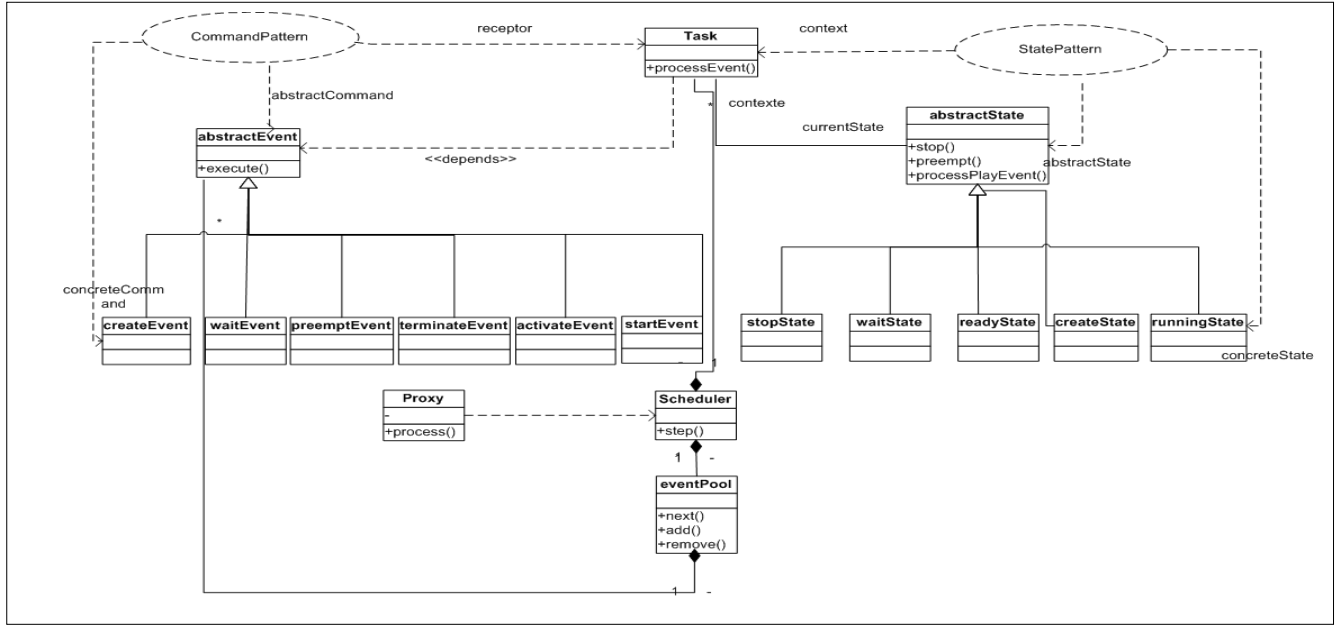 CommandPattern
receptor
Task
+processEvent()
context
StatePattern
abstractCommand
contexte
currentState
abstractState
+stop()
+preempt()
+processPlayEvent()
abstractState
abstractEvent
+execute()
<<depends>>
*
*
concreteComm
and
createEvent
waitEvent
preemptEvent
terminateEvent
activateEvent
startEvent
stopState
waitState
readyState
createState
runningState
concreteState
-
1
Proxy
-
+process()
Scheduler
+step()
1
-
eventPool
+next()
+add()
+remove()
1
-